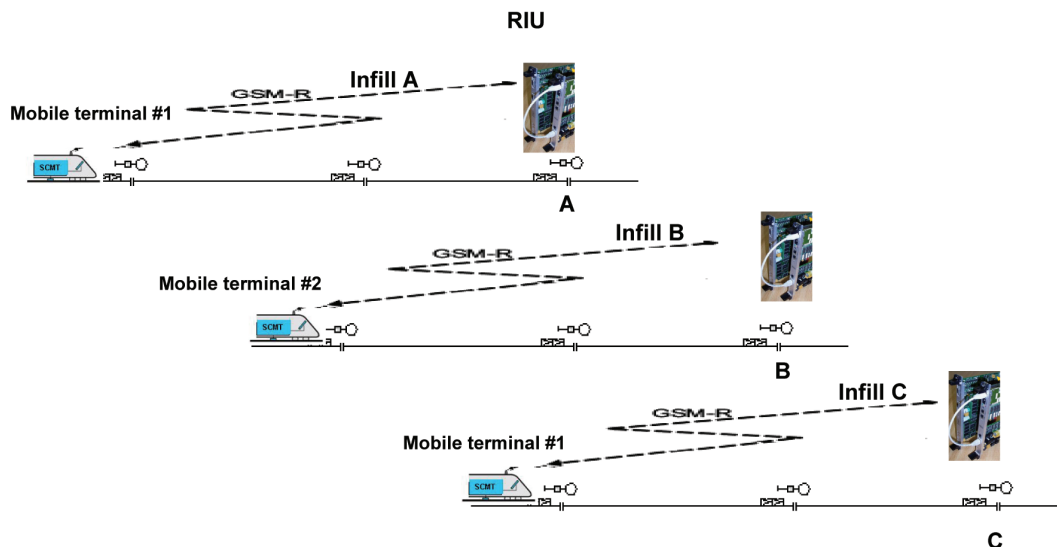 RIU
Infill A
GSM-R
Mobile terminal #1
SCMT
A
Infill B
GSM-R
Mobile terminal #2
SCMT
B
Infill C
GSM-R
Mobile terminal #1
SCMT
C